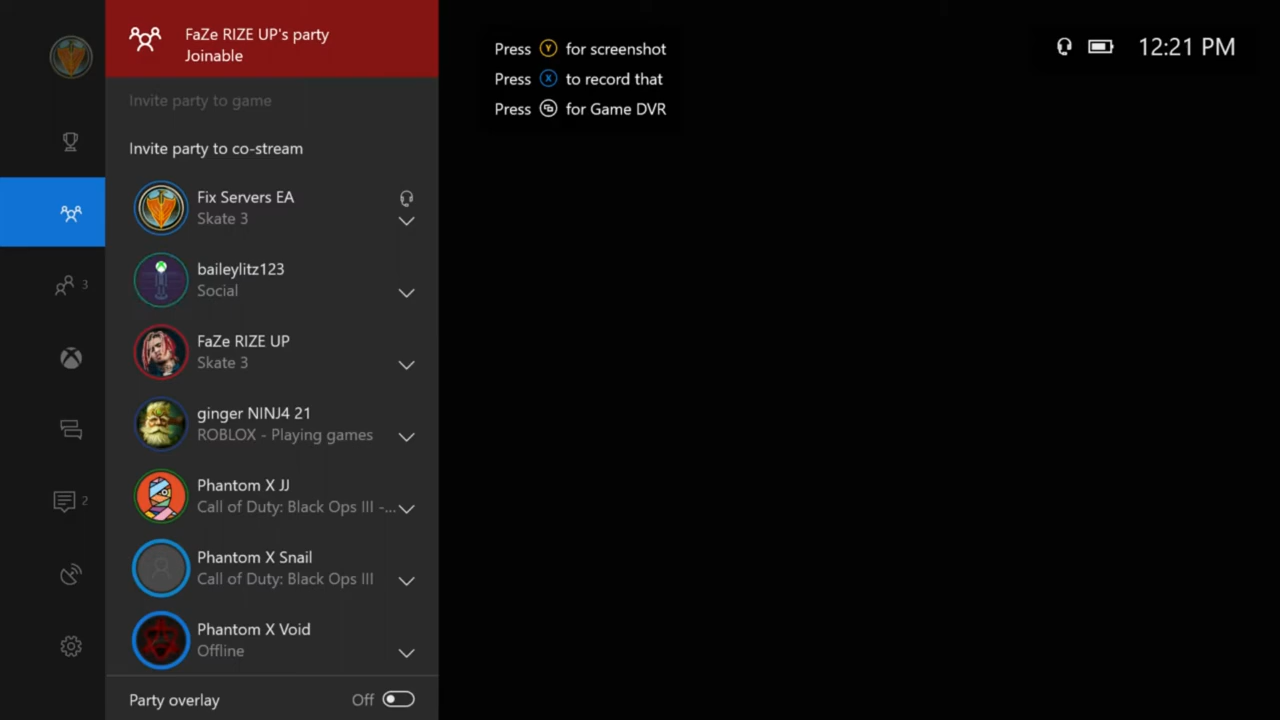 FaZe RIZE UP's party
Joinable
Invite party to game
Invite party to co-stream
Fix Servers EA
Skate 3
baileylitz123
Social
FaZe RIZE UP
Skate 3
3
ginger NINJ4 21
ROBLOX - Playing games
Phantom X JJ
Call of Duty: Black Ops III -...
2
Phantom X Snail
Call of Duty: Black Ops III
Phantom X Void
Offline
Party overlay Off
Press Y for screenshot
Press X to record that
Press for Game DVR
12:21 PM